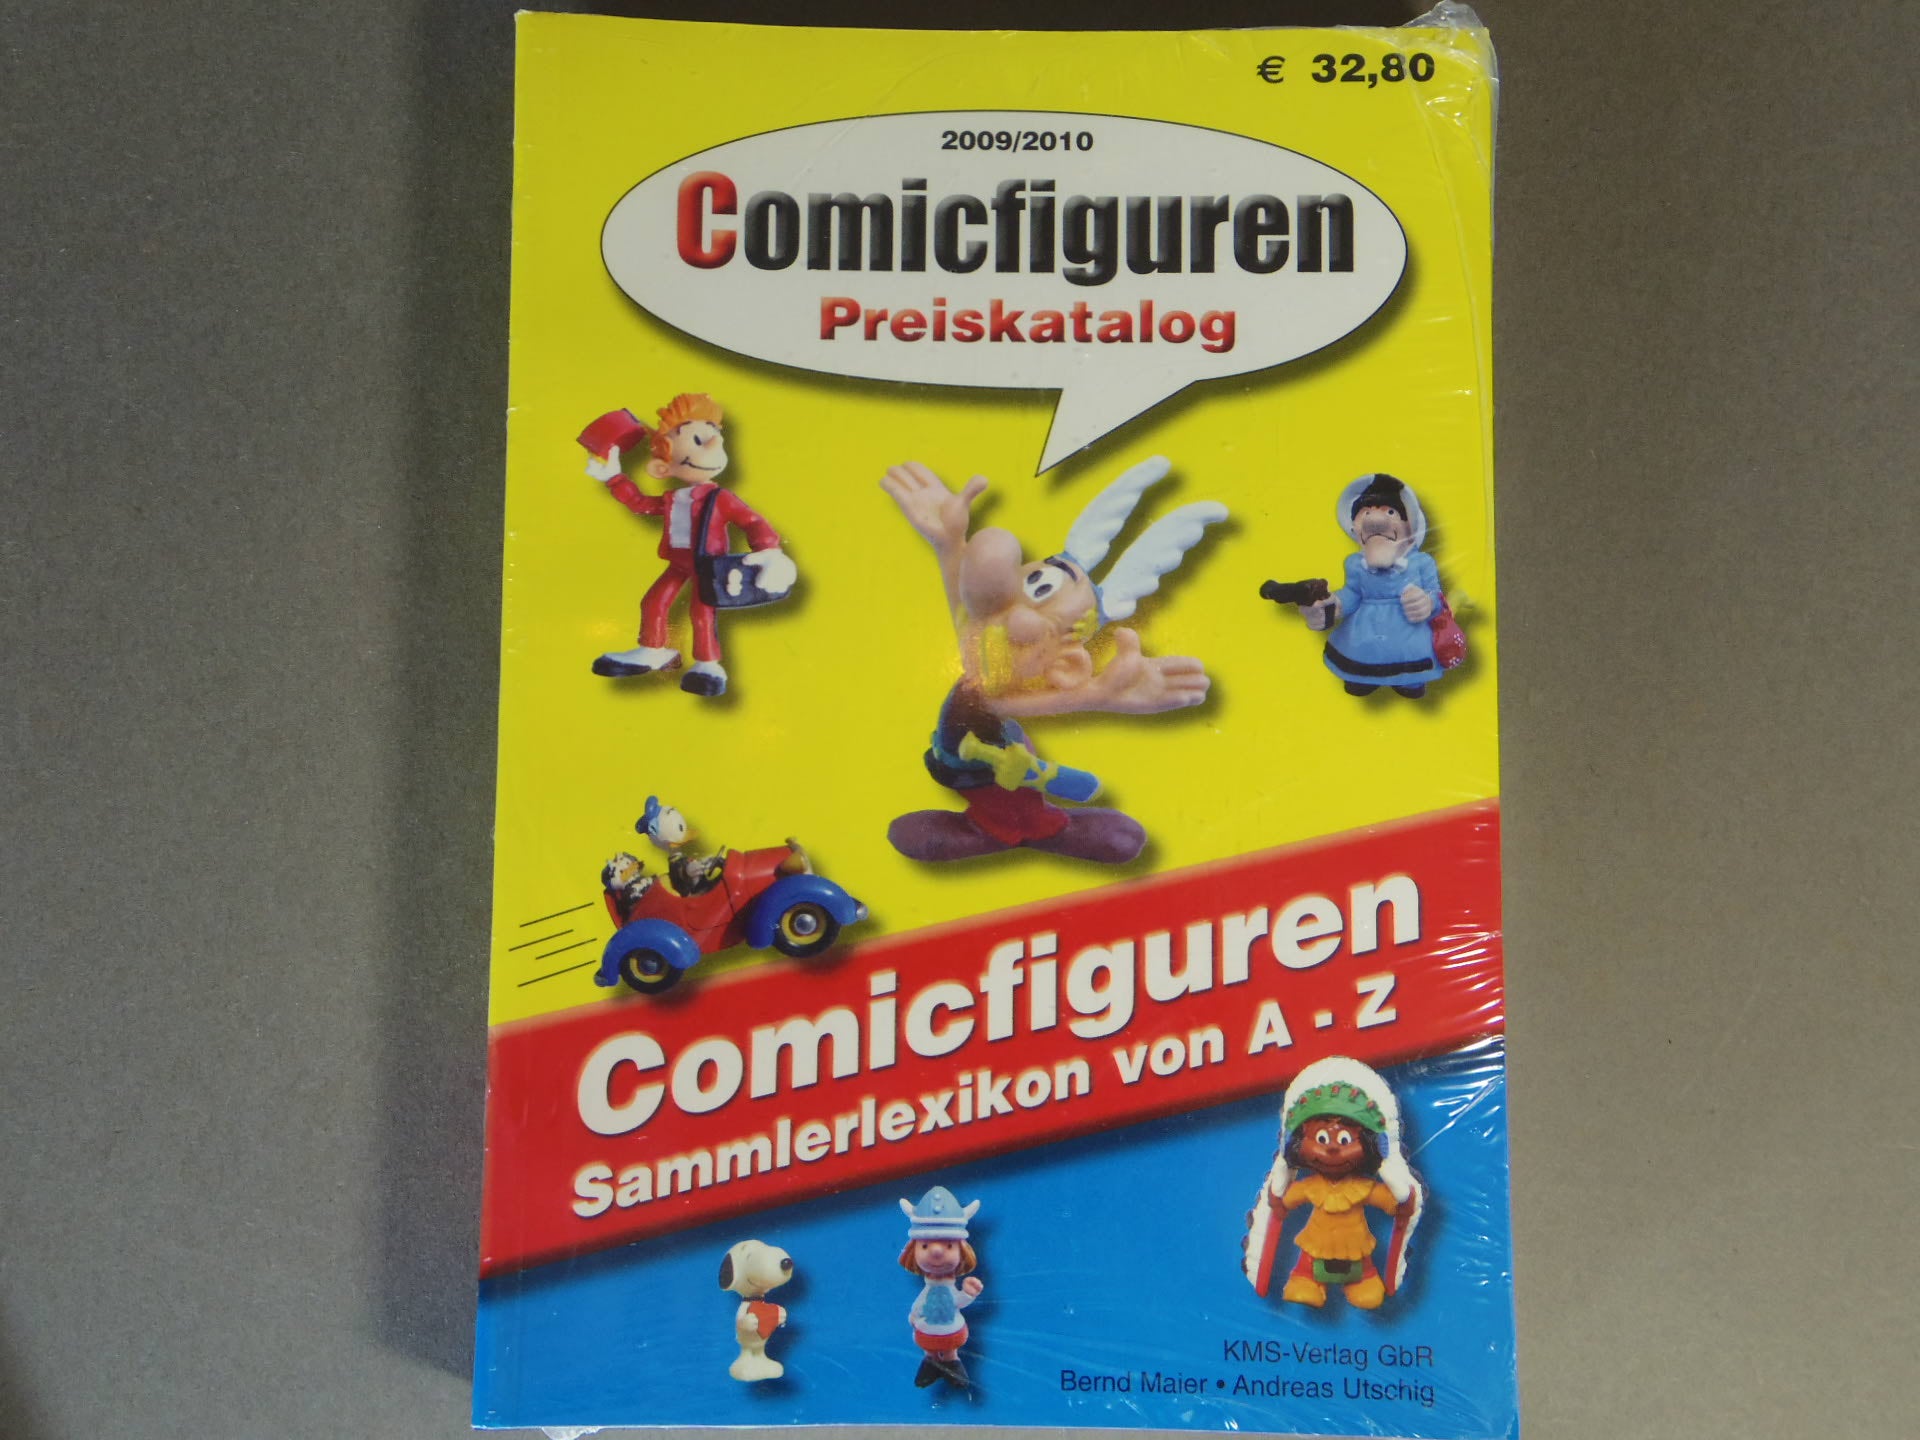 € 32,80
2009/2010
Comicfiguren
Preiskatalog
Comicfiguren
Sammlerlexikon von A - Z
KMS-Verlag GbR
Bernd Maier • Andreas Utschig